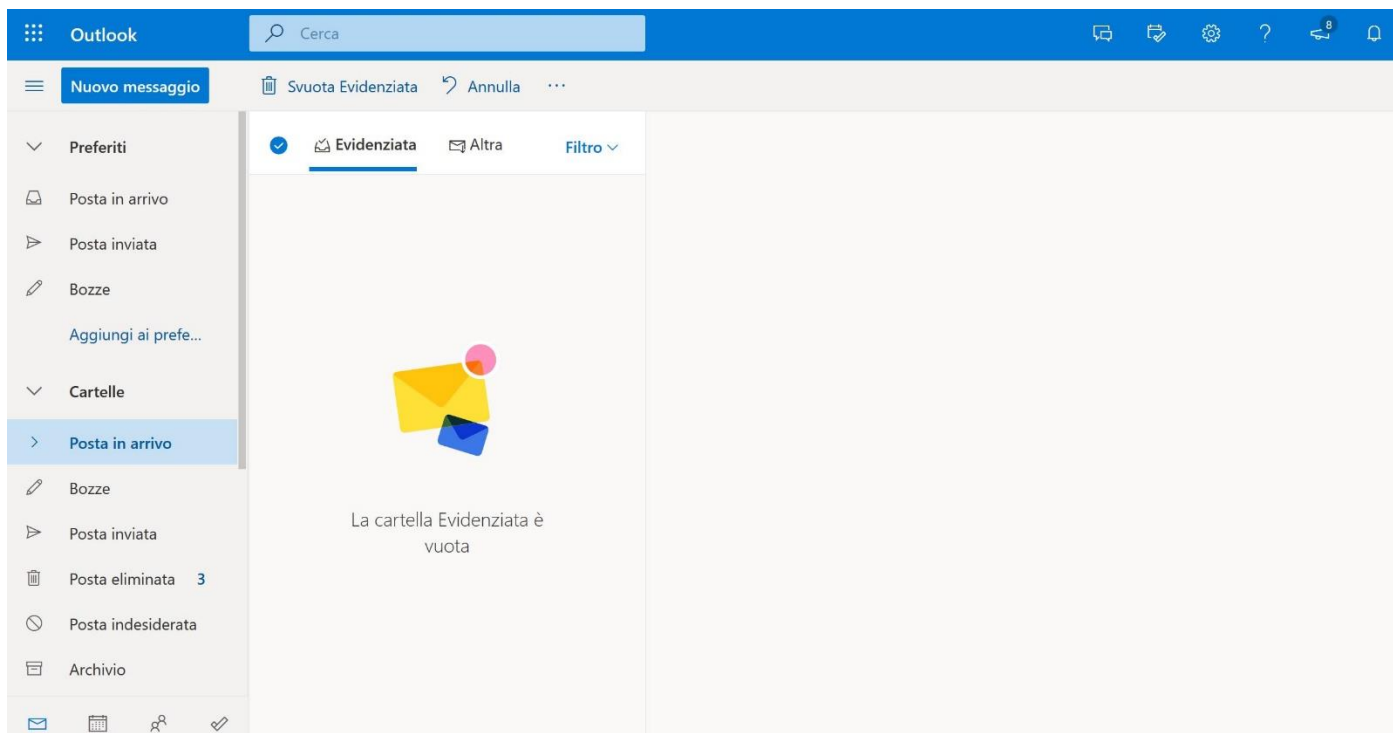 Outlook
Cerca
8
Nuovo messaggio
Svuota Evidenziata
Annulla
Preferiti
Evidenziata
Altra
Filtro
Posta in arrivo
Posta inviata
Bozze
Aggiungi ai prefe...
Cartelle
Posta in arrivo
Bozze
Posta inviata
Posta eliminata 3
Posta indesiderata
Archivio
La cartella Evidenziata è
vuota